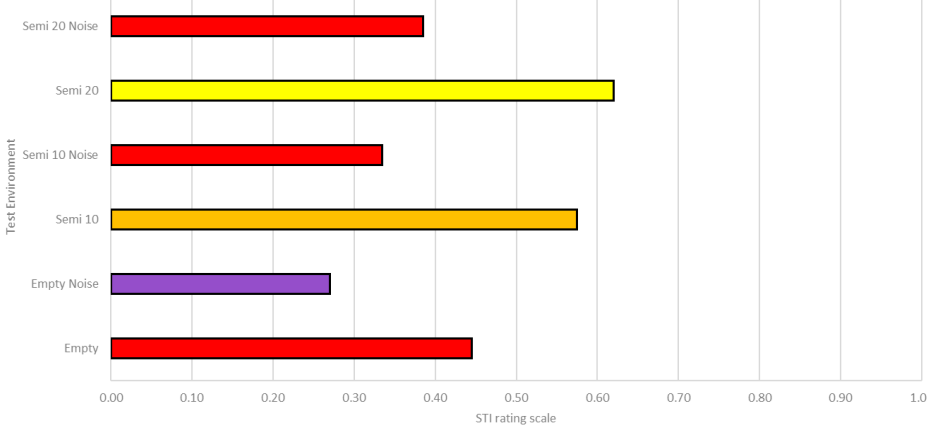 Semi 20 Noise
Semi 20
Semi 10 Noise
Semi 10
Empty Noise
Empty
Test Environment
0.00 0.10 0.20 0.30 0.40 0.50 0.60 0.70 0.80 0.90 1.0
STI rating scale